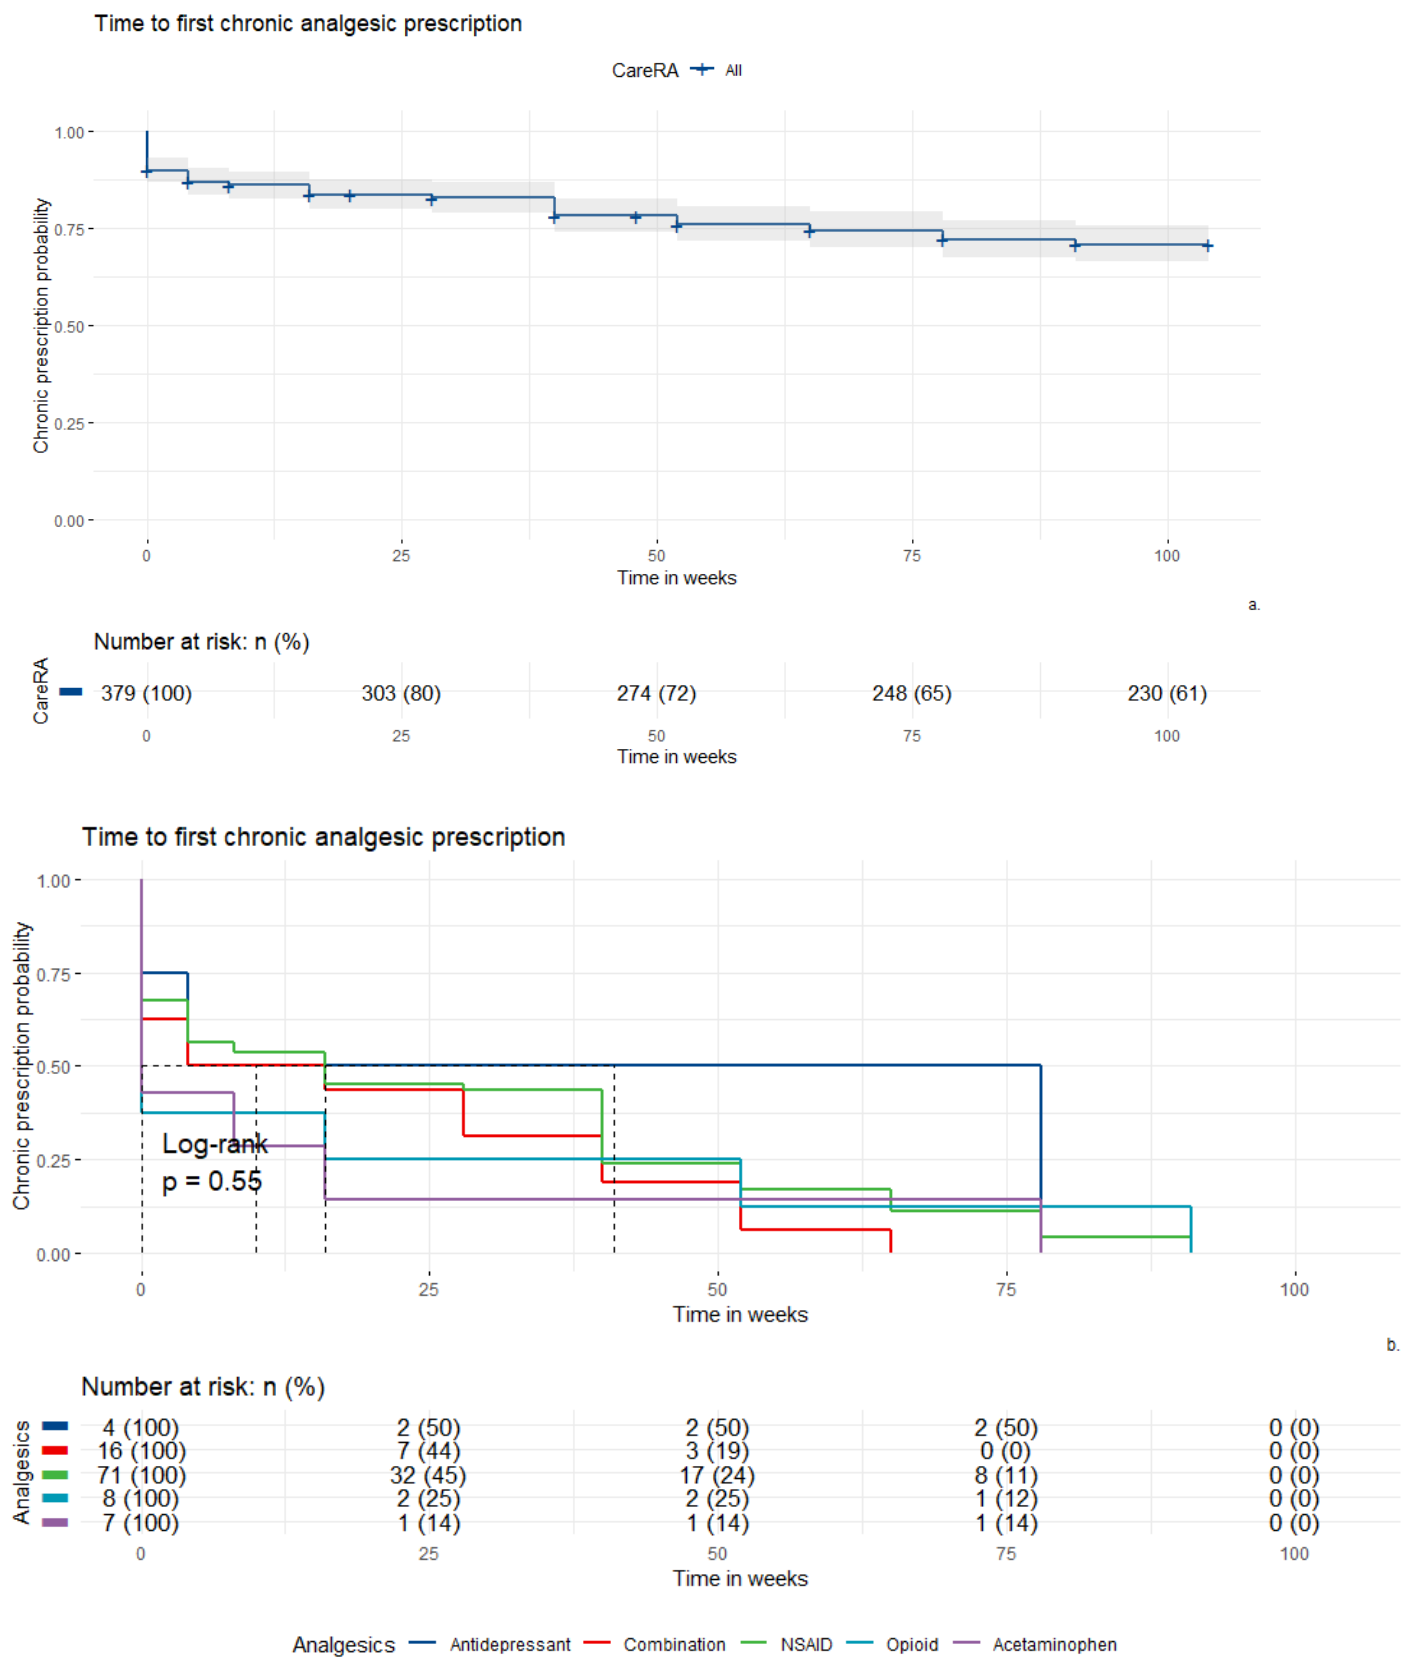 Time to first chronic analgesic prescription
CareRA All
Chronic prescription probability
1.00
0.75
0.50
0.25
0.00
0 25 50 75 100
Time in weeks
a.
Number at risk: n (%)
CareRA
379 (100) 303 (80) 274 (72) 248 (65) 230 (61)
0 25 50 75 100
Time in weeks
Time to first chronic analgesic prescription
Chronic prescription probability
1.00
0.75
0.50
0.25
0.00
Log-rank
p = 0.55
0 25 50 75 100
Time in weeks
b.
Number at risk: n (%)
Analgesics
4 (100) 2 (50) 2 (50) 2 (50) 0 (0)
16 (100) 7 (44) 3 (19) 0 (0) 0 (0)
71 (100) 32 (45) 17 (24) 8 (11) 0 (0)
8 (100) 2 (25) 2 (25) 1 (12) 0 (0)
7 (100) 1 (14) 1 (14) 1 (14) 0 (0)
0 25 50 75 100
Time in weeks
Analgesics Antidepressant Combination NSAID Opioid Acetaminophen